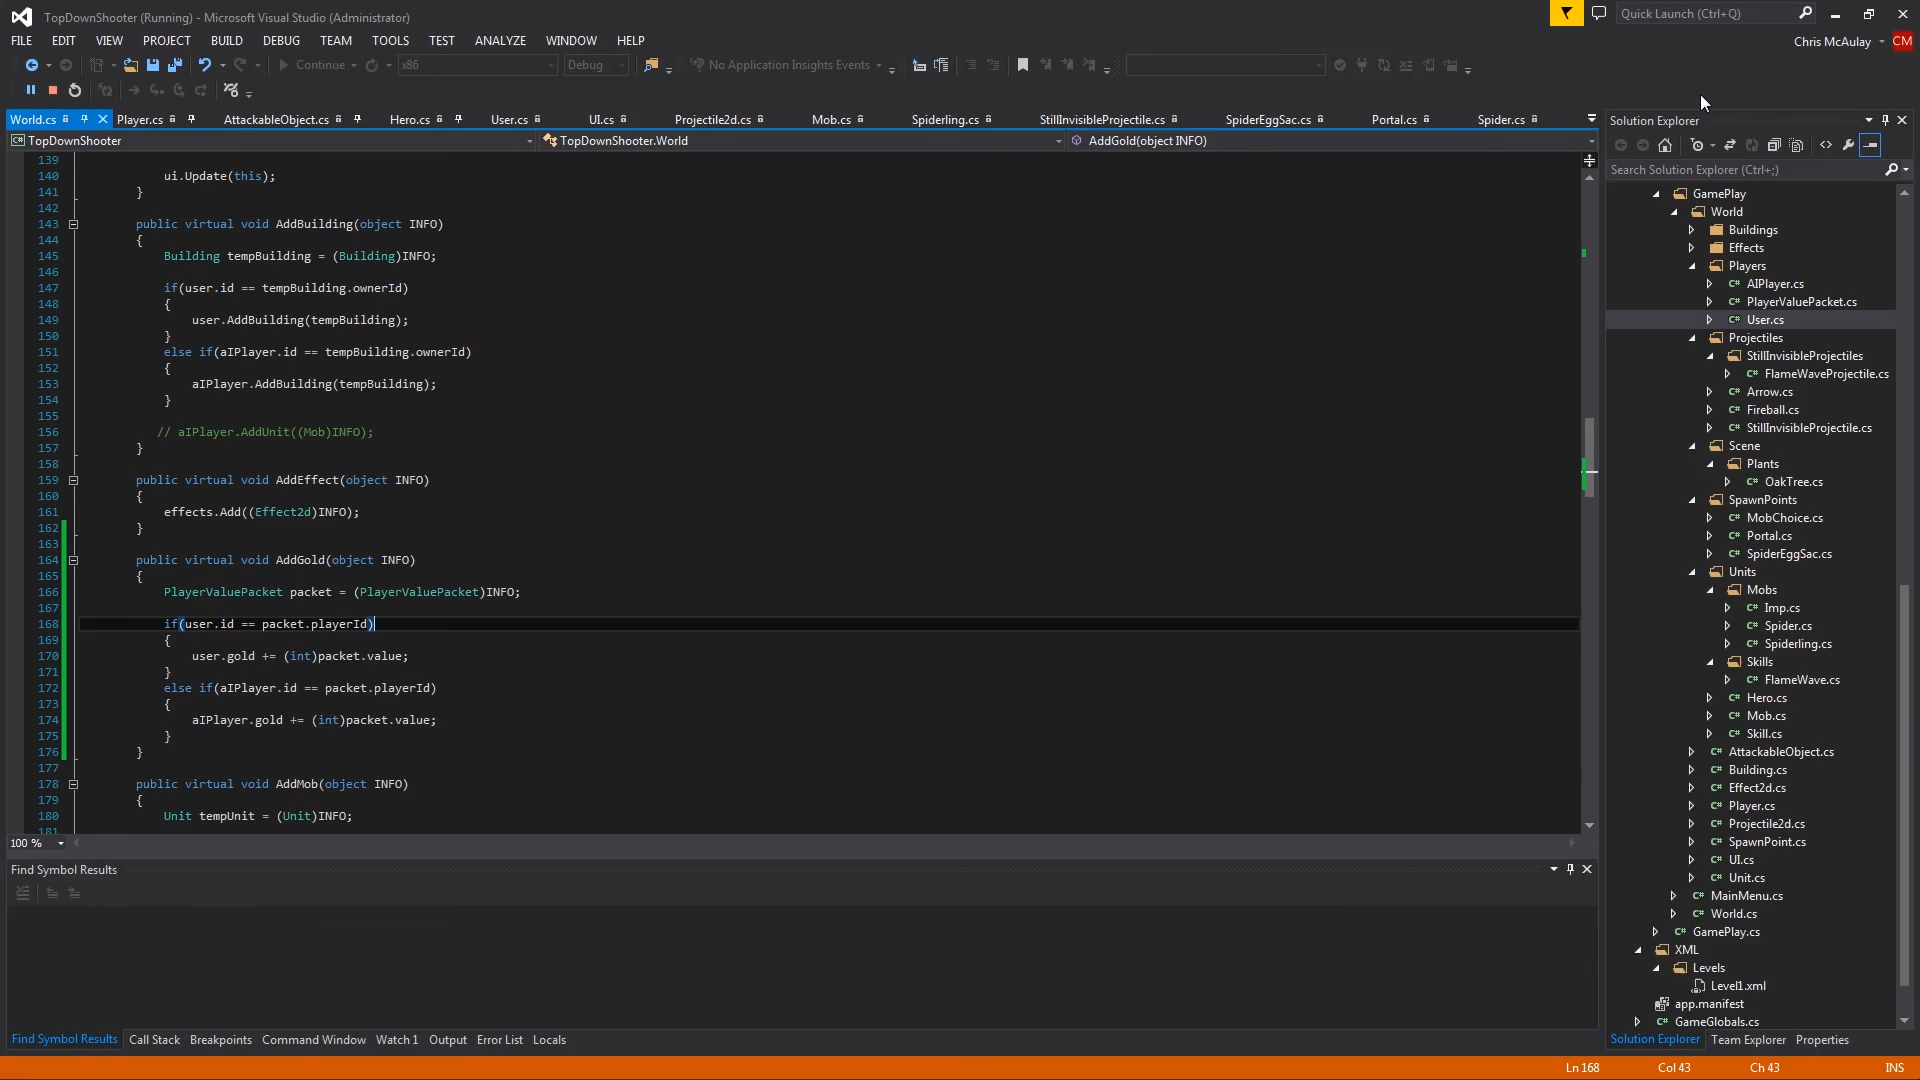 TopDownShooter (Running) - Microsoft Visual Studio (Administrator)
Quick Launch (Ctrl+Q)
FILE EDIT VIEW PROJECT BUILD DEBUG TEAM TOOLS TEST ANALYZE WINDOW HELP
Chris McAulay CM
Continue x86 Debug No Application Insights Events
World.cs Player.cs AttackableObject.cs Hero.cs User.cs UI.cs Projectile2d.cs Mob.cs Spiderling.cs StillInvisibleProjectile.cs SpiderEggSac.cs Portal.cs Spider.cs
TopDownShooter TopDownShooter.World AddGold(object INFO)
139
140 ui.Update(this);
141 }
142
143 public virtual void AddBuilding(object INFO)
144 {
145 Building tempBuilding = (Building)INFO;
146
147 if(user.id == tempBuilding.ownerId)
148 {
149 user.AddBuilding(tempBuilding);
150 }
151 else if(aIPlayer.id == tempBuilding.ownerId)
152 {
153 aIPlayer.AddBuilding(tempBuilding);
154 }
155
156 // aIPlayer.AddUnit((Mob)INFO);
157 }
158
159 public virtual void AddEffect(object INFO)
160 {
161 effects.Add((Effect2d)INFO);
162 }
163
164 public virtual void AddGold(object INFO)
165 {
166 PlayerValuePacket packet = (PlayerValuePacket)INFO;
167
168 if(user.id == packet.playerId)
169 {
170 user.gold += (int)packet.value;
171 }
172 else if(aIPlayer.id == packet.playerId)
173 {
174 aIPlayer.gold += (int)packet.value;
175 }
176 }
177
178 public virtual void AddMob(object INFO)
179 {
180 Unit tempUnit = (Unit)INFO;
181
100 %
Find Symbol Results
Find Symbol Results Call Stack Breakpoints Command Window Watch 1 Output Error List Locals
Solution Explorer
Search Solution Explorer (Ctrl+;)
GamePlay
World
Buildings
Effects
Players
C# AIPlayer.cs
C# PlayerValuePacket.cs
C# User.cs
Projectiles
StillInvisibleProjectiles
C# FlameWaveProjectile.cs
C# Arrow.cs
C# Fireball.cs
C# StillInvisibleProjectile.cs
Scene
Plants
C# OakTree.cs
SpawnPoints
C# MobChoice.cs
C# Portal.cs
C# SpiderEggSac.cs
Units
Mobs
C# Imp.cs
C# Spider.cs
C# Spiderling.cs
Skills
C# FlameWave.cs
C# Hero.cs
C# Mob.cs
C# Skill.cs
C# AttackableObject.cs
C# Building.cs
C# Effect2d.cs
C# Player.cs
C# Projectile2d.cs
C# SpawnPoint.cs
C# UI.cs
C# Unit.cs
C# MainMenu.cs
C# World.cs
C# GamePlay.cs
XML
Levels
Level1.xml
app.manifest
C# GameGlobals.cs
Solution Explorer Team Explorer Properties
Ln 168 Col 43 Ch 43 INS